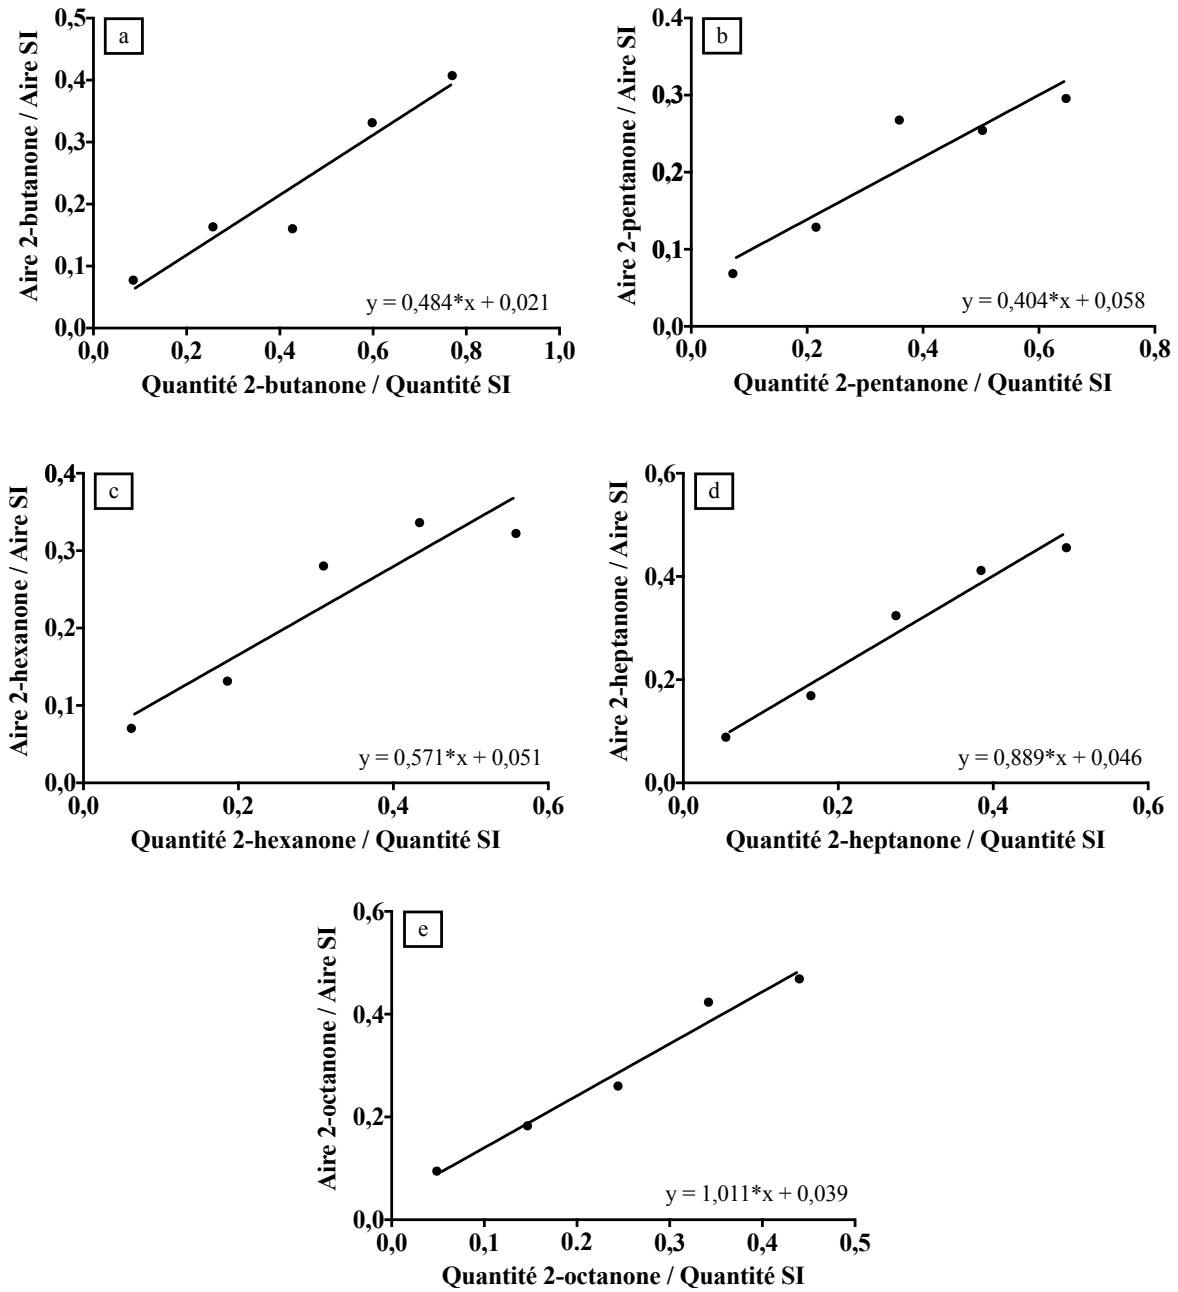 a
Aire 2-butanone / Aire SI
0,5
0,4
0,3
0,2
0,1
0,0
y = 0,484*x + 0,021
0,0 0,2 0,4 0,6 0,8 1,0
Quantité 2-butanone / Quantité SI
b
Aire 2-pentanone / Aire SI
0.4
0.3
0,2
0.1
0.0
y = 0,404*x + 0,058
0,0 0,2 0,4 0,6 0,8
Quantité 2-pentanone / Quantité SI
c
Aire 2-hexanone / Aire SI
0,4
0,3
0,2
0,1
0,0
y = 0,571*x + 0,051
0,0 0,2 0,4 0,6
Quantité 2-hexanone / Quantité SI
d
Aire 2-heptanone / Aire SI
0,6
0,4
0,2
0,0
y = 0,889*x + 0,046
0,0 0,2 0,4 0,6
Quantité 2-heptanone / Quantité SI
e
Aire 2-octanone / Aire SI
0,6
0,4
0,2
0,0
y = 1,011*x + 0,039
0,0 0,1 0.2 0,3 0,4 0,5
Quantité 2-octanone / Quantité SI